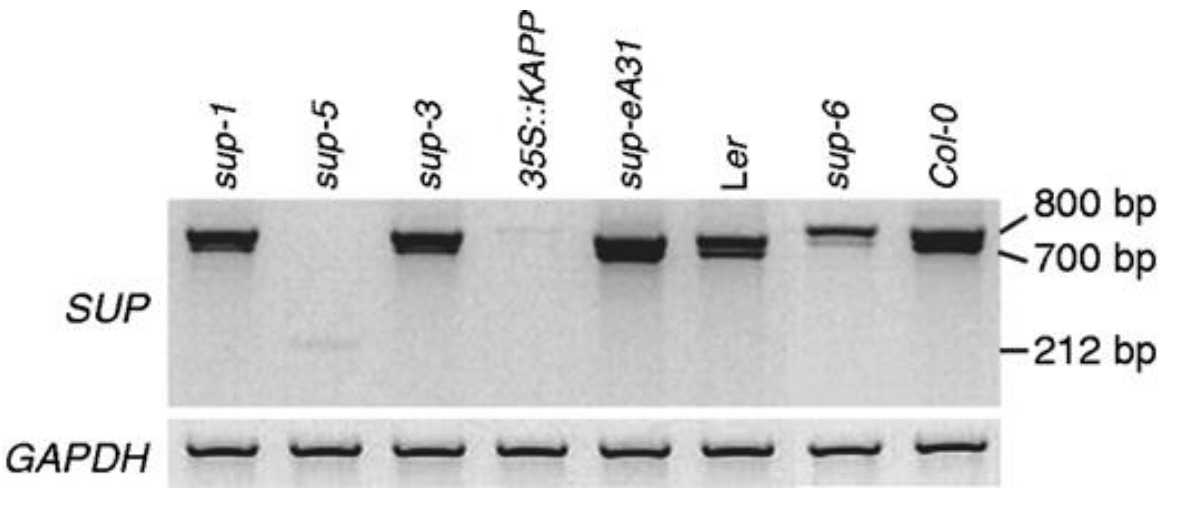 sup-1
sup-5
sup-3
35S::KAPP
sup-eA31
Ler
sup-6
Col-0
800 bp
700 bp
SUP
212 bp
GAPDH